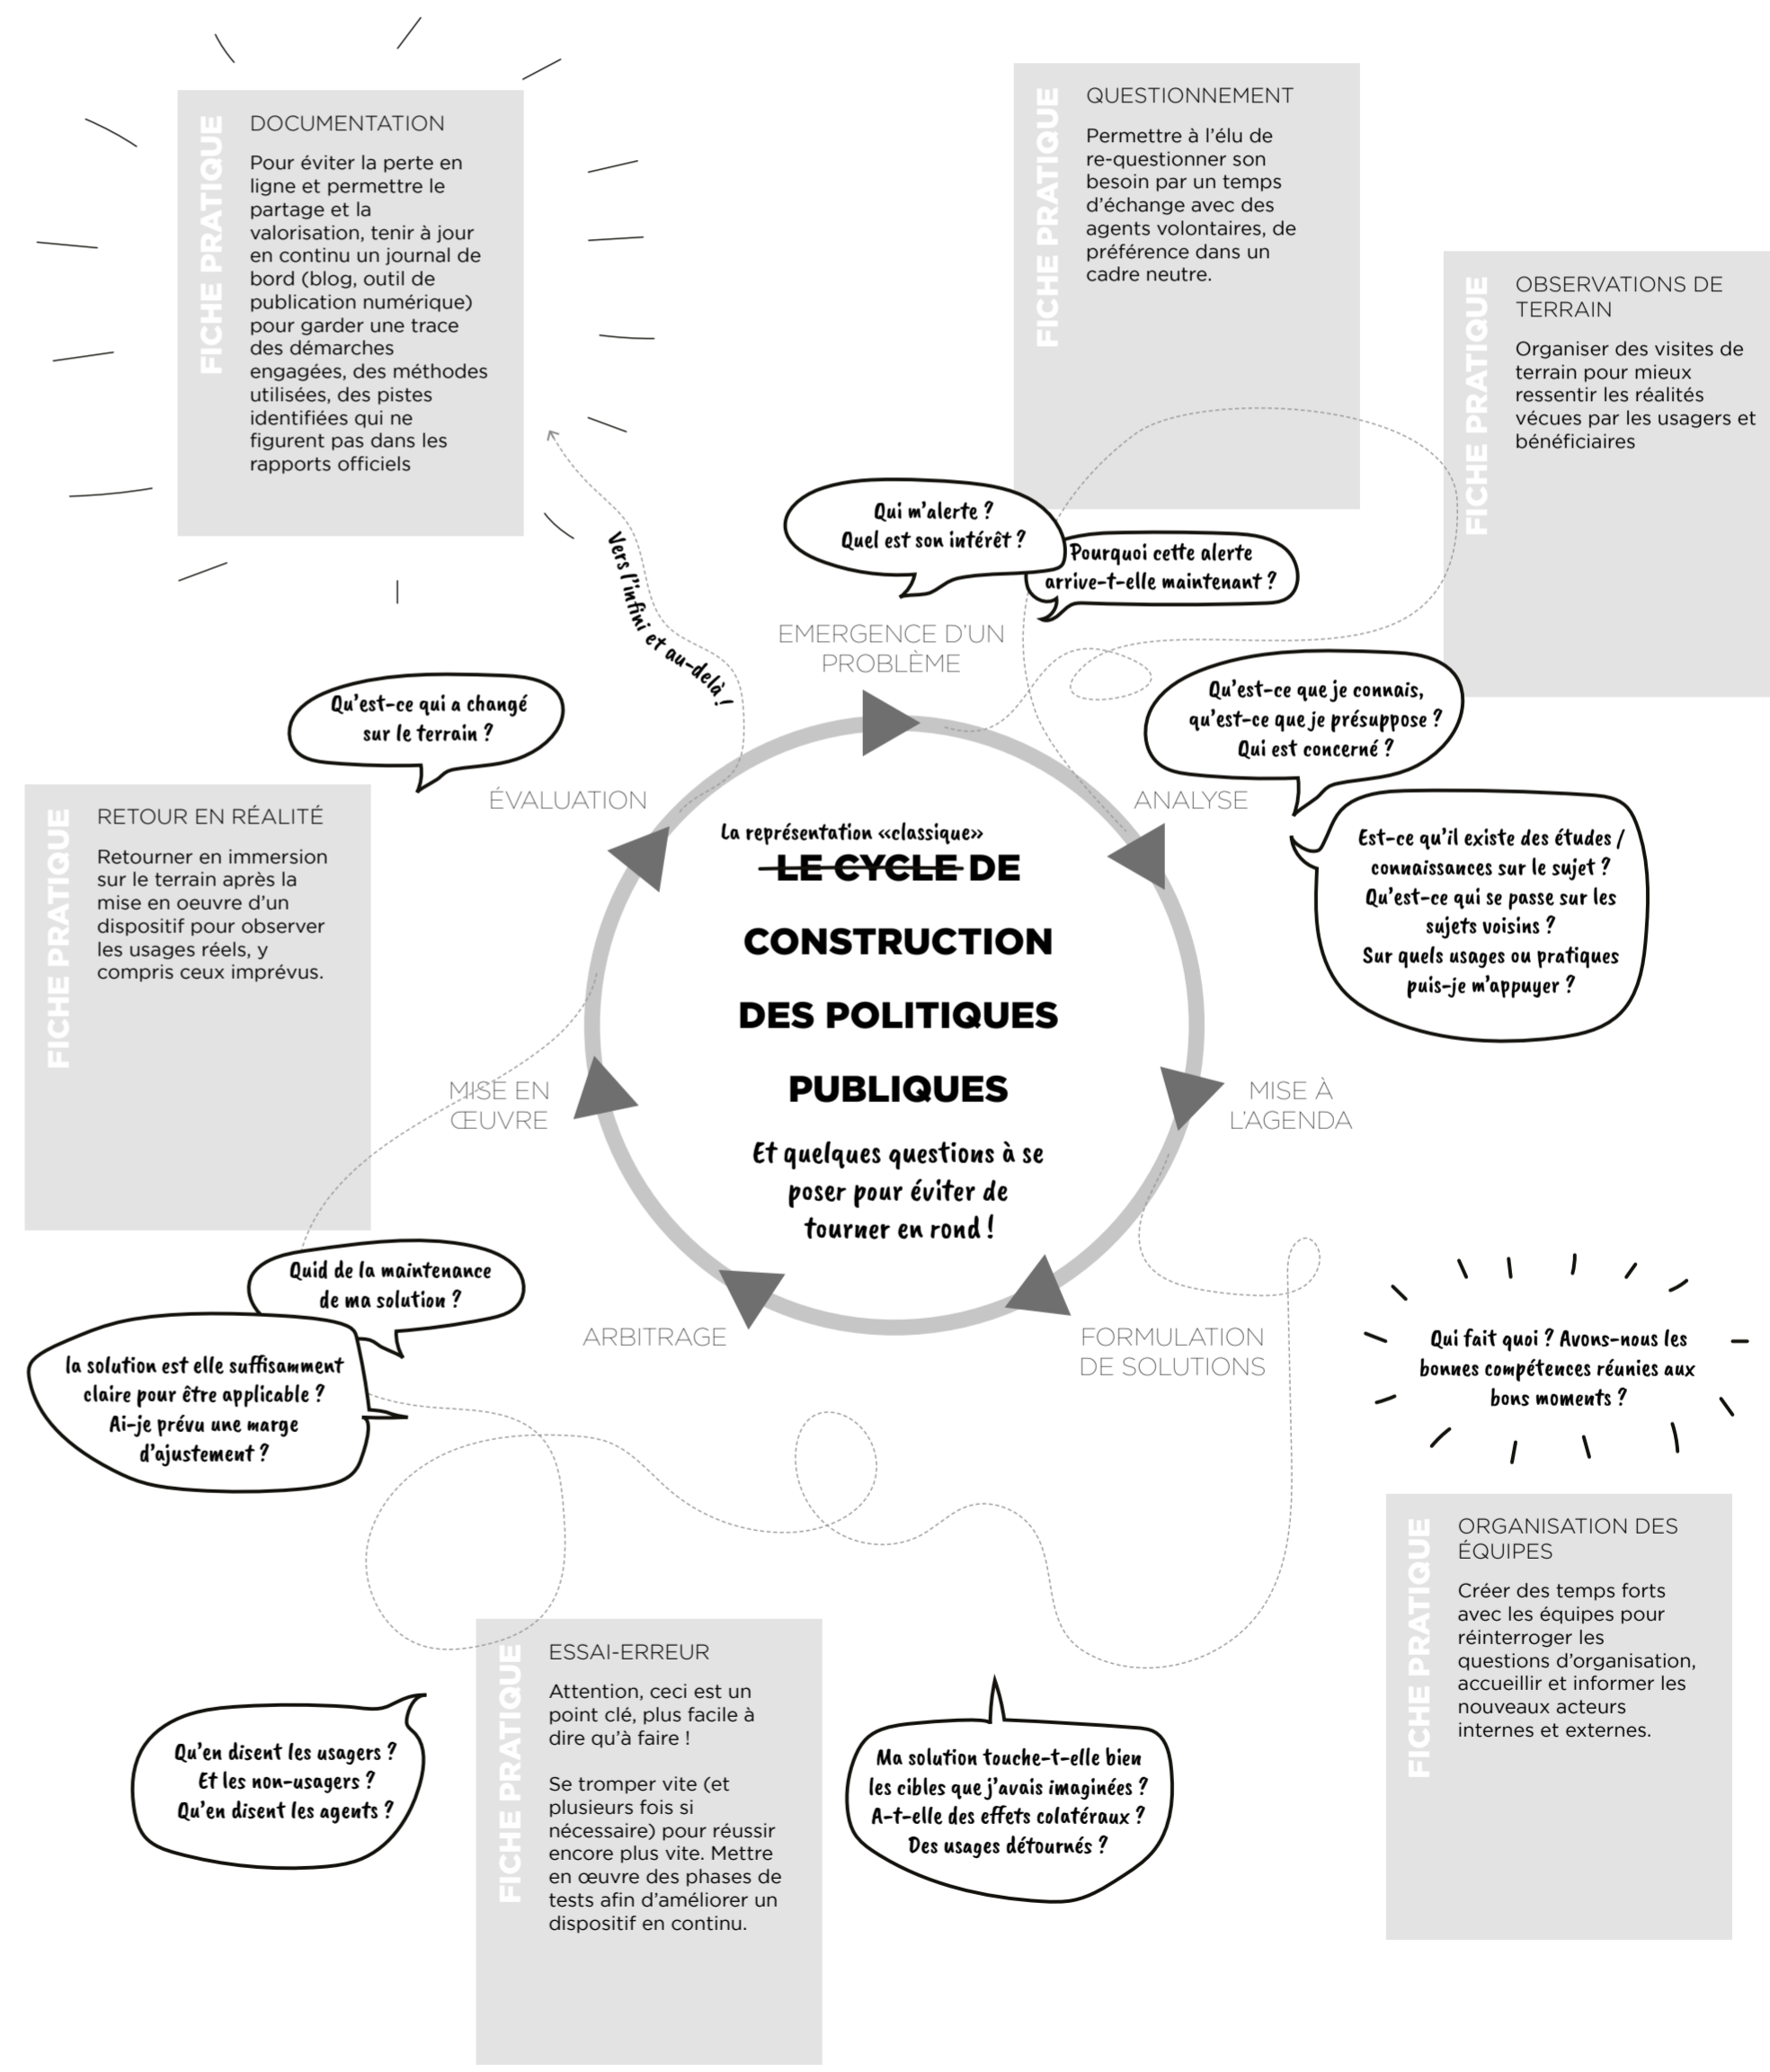 FICHE PRATIQUE
DOCUMENTATION
Pour éviter la perte en
ligne et permettre le
partage et la
valorisation, tenir à jour
en continu un journal de
bord (blog, outil de
publication numérique)
pour garder une trace
des démarches
engagées, des méthodes
utilisées, des pistes
identifiées qui ne
figurent pas dans les
rapports officiels
FICHE PRATIQUE
QUESTIONNEMENT
Permettre à l’élu de
re-questionner son
besoin par un temps
d’échange avec des
agents volontaires, de
préférence dans un
cadre neutre.
FICHE PRATIQUE
OBSERVATIONS DE
TERRAIN
Organiser des visites de
terrain pour mieux
ressentir les réalités
vécues par les usagers et
bénéficiaires
Qui m’alerte ?
Quel est son intérêt ?
Pourquoi cette alerte
arrive-t-elle maintenant ?
Vers l’infini et au-delà !
EMERGENCE D’UN
PROBLÈME
Qu’est-ce qui a changé
sur le terrain ?
Qu’est-ce que je connais,
qu’est-ce que je présuppose ?
Qui est concerné ?
ÉVALUATION
ANALYSE
FICHE PRATIQUE
RETOUR EN RÉALITÉ
Retourner en immersion
sur le terrain après la
mise en oeuvre d’un
dispositif pour observer
les usages réels, y
compris ceux imprévus.
La représentation «classique»
LE CYCLE DE
CONSTRUCTION
DES POLITIQUES
PUBLIQUES
Et quelques questions à se
poser pour éviter de
tourner en rond !
Est-ce qu’il existe des études /
connaissances sur le sujet ?
Qu’est-ce qui se passe sur les
sujets voisins ?
Sur quels usages ou pratiques
puis-je m’appuyer ?
MISE EN
ŒUVRE
MISE À
L’AGENDA
Quid de la maintenance
de ma solution ?
la solution est elle suffisamment
claire pour être applicable ?
Ai-je prévu une marge
d’ajustement ?
ARBITRAGE
FORMULATION
DE SOLUTIONS
Qui fait quoi ? Avons-nous les
bonnes compétences réunies aux
bons moments ?
FICHE PRATIQUE
ORGANISATION DES
ÉQUIPES
Créer des temps forts
avec les équipes pour
réinterroger les
questions d’organisation,
accueillir et informer les
nouveaux acteurs
internes et externes.
FICHE PRATIQUE
ESSAI-ERREUR
Attention, ceci est un
point clé, plus facile à
dire qu’à faire !
Se tromper vite (et
plusieurs fois si
nécessaire) pour réussir
encore plus vite. Mettre
en œuvre des phases de
tests afin d’améliorer un
dispositif en continu.
Qu’en disent les usagers ?
Et les non-usagers ?
Qu’en disent les agents ?
Ma solution touche-t-elle bien
les cibles que j’avais imaginées ?
A-t-elle des effets colatéraux ?
Des usages détournés ?